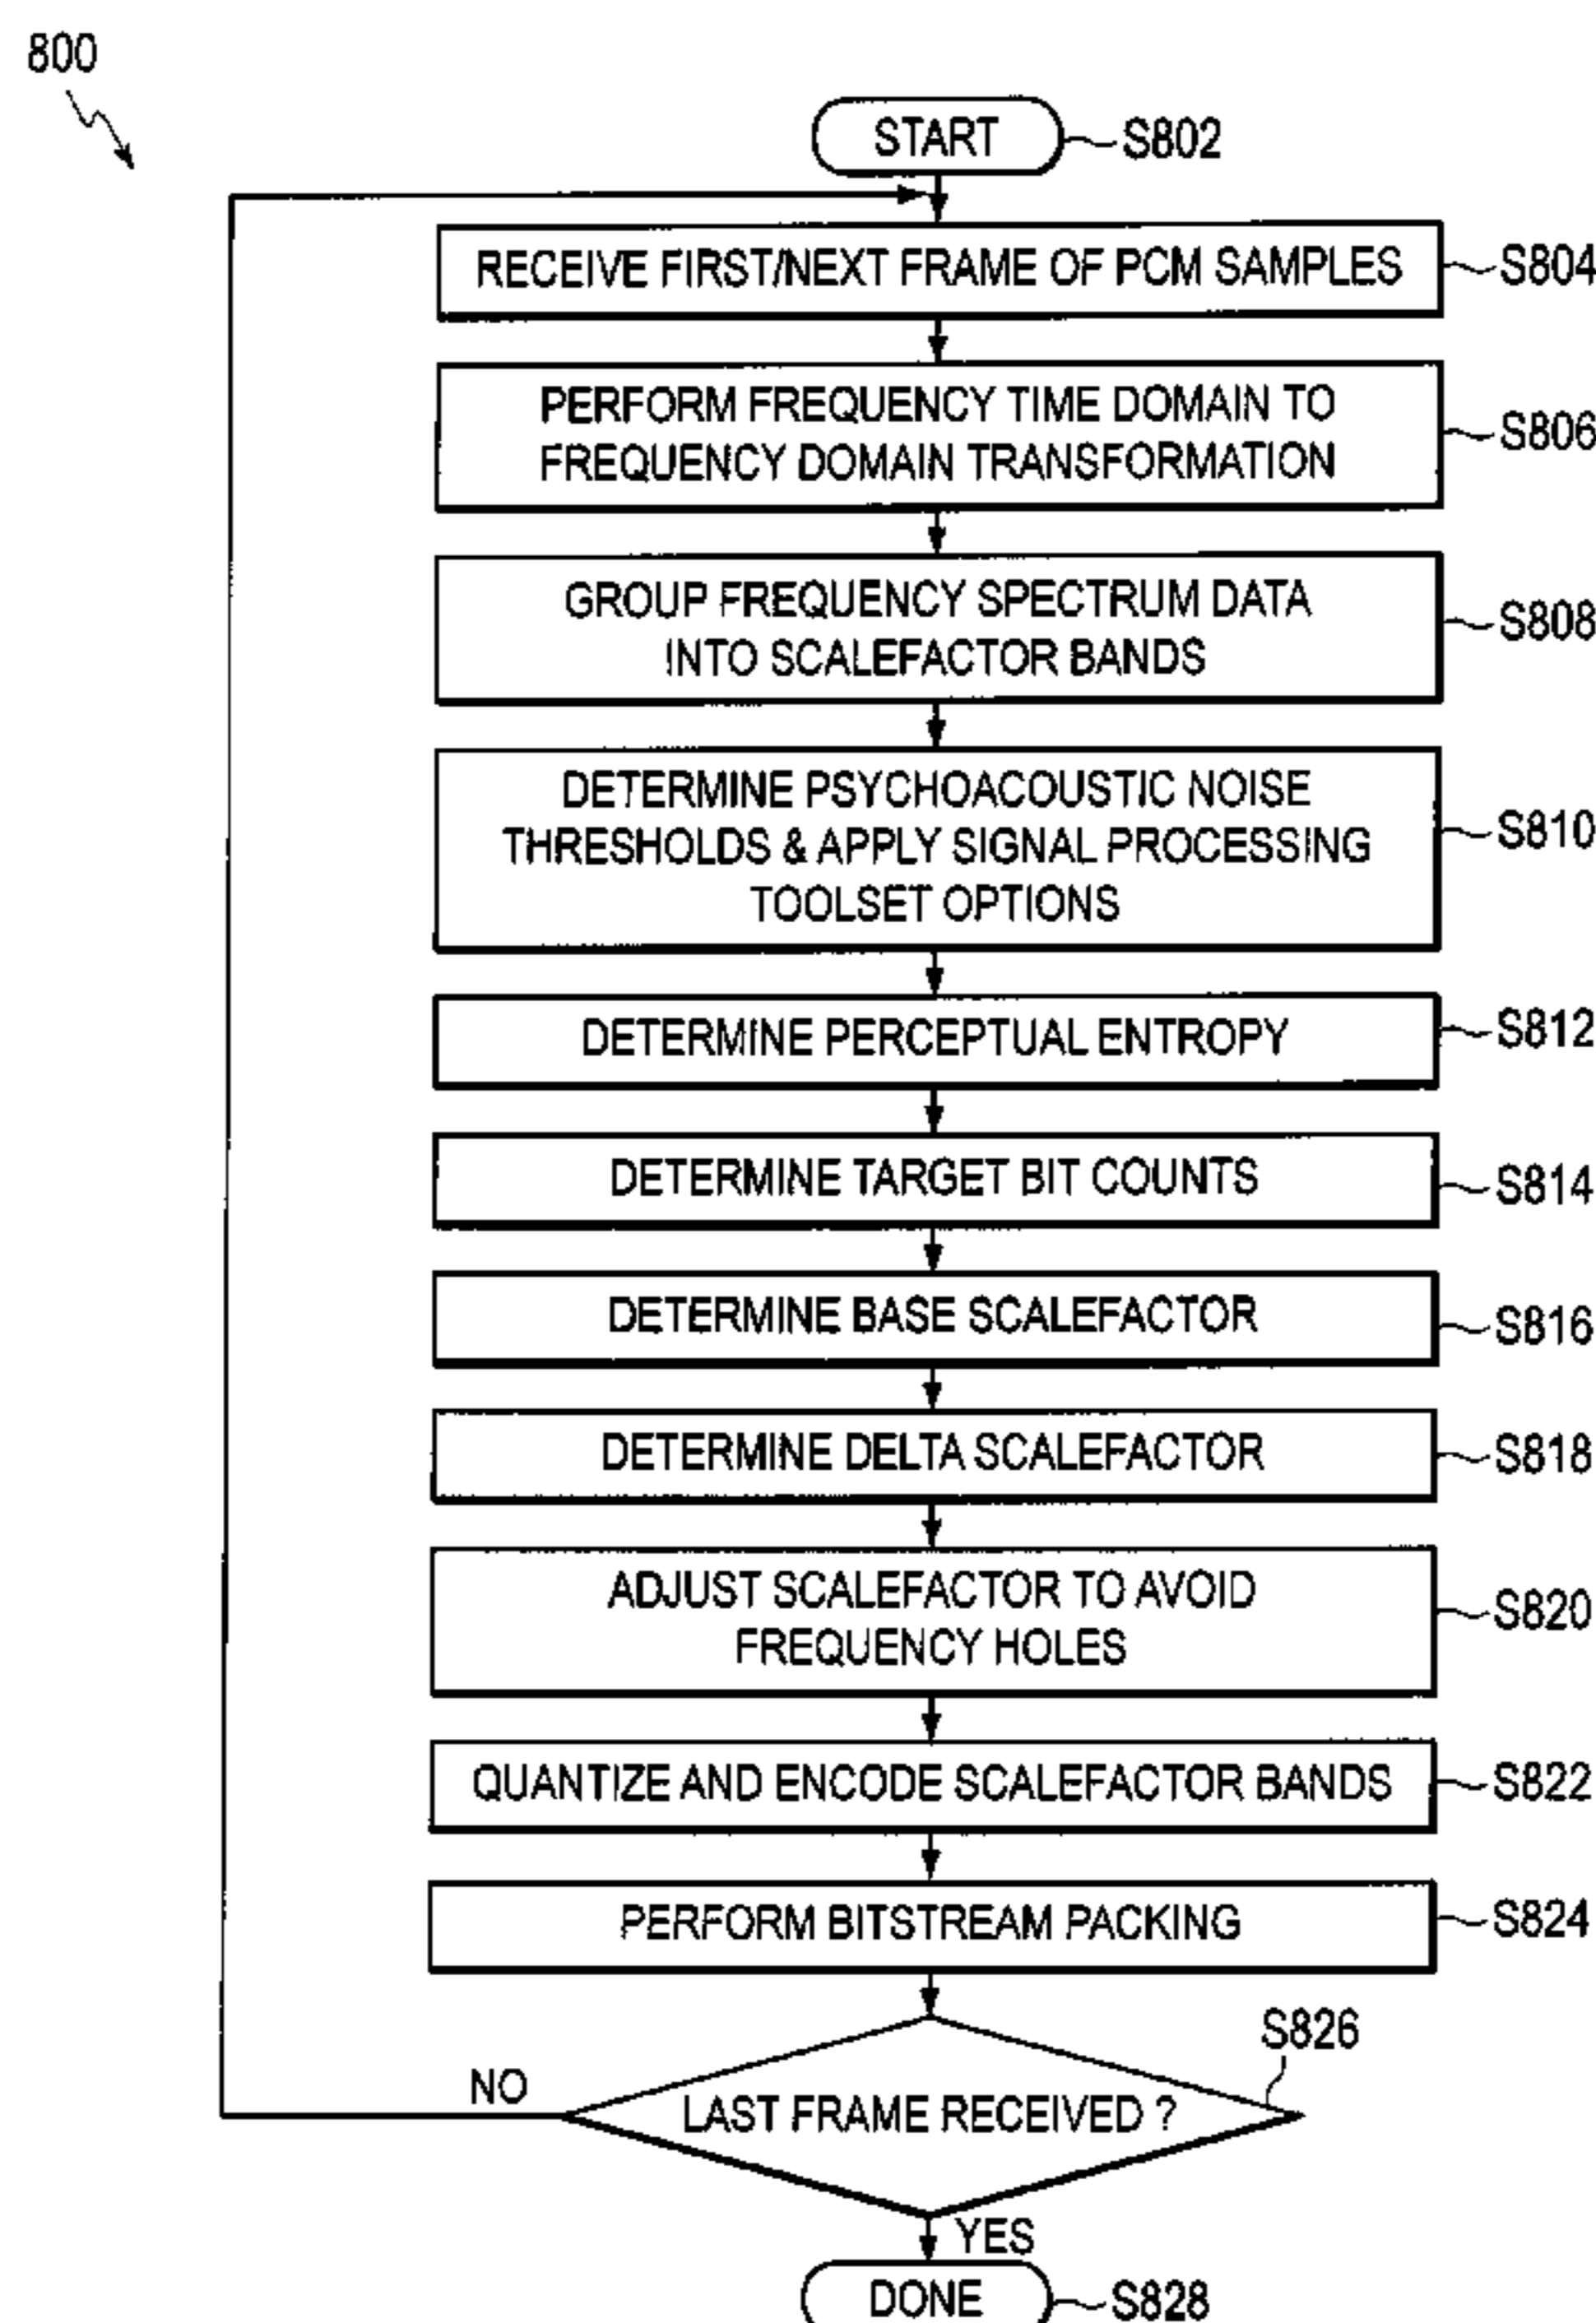 800
START
S802
RECEIVE FIRST/NEXT FRAME OF PCM SAMPLES
S804
PERFORM FREQUENCY TIME DOMAIN TO
FREQUENCY DOMAIN TRANSFORMATION
S806
GROUP FREQUENCY SPECTRUM DATA
INTO SCALEFACTOR BANDS
S808
DETERMINE PSYCHOACOUSTIC NOISE
THRESHOLDS & APPLY SIGNAL PROCESSING
TOOLSET OPTIONS
S810
DETERMINE PERCEPTUAL ENTROPY
S812
DETERMINE TARGET BIT COUNTS
S814
DETERMINE BASE SCALEFACTOR
S816
DETERMINE DELTA SCALEFACTOR
S818
ADJUST SCALEFACTOR TO AVOID
FREQUENCY HOLES
S820
QUANTIZE AND ENCODE SCALEFACTOR BANDS
S822
PERFORM BITSTREAM PACKING
S824
S826
NO
LAST FRAME RECEIVED ?
YES
DONE
S828